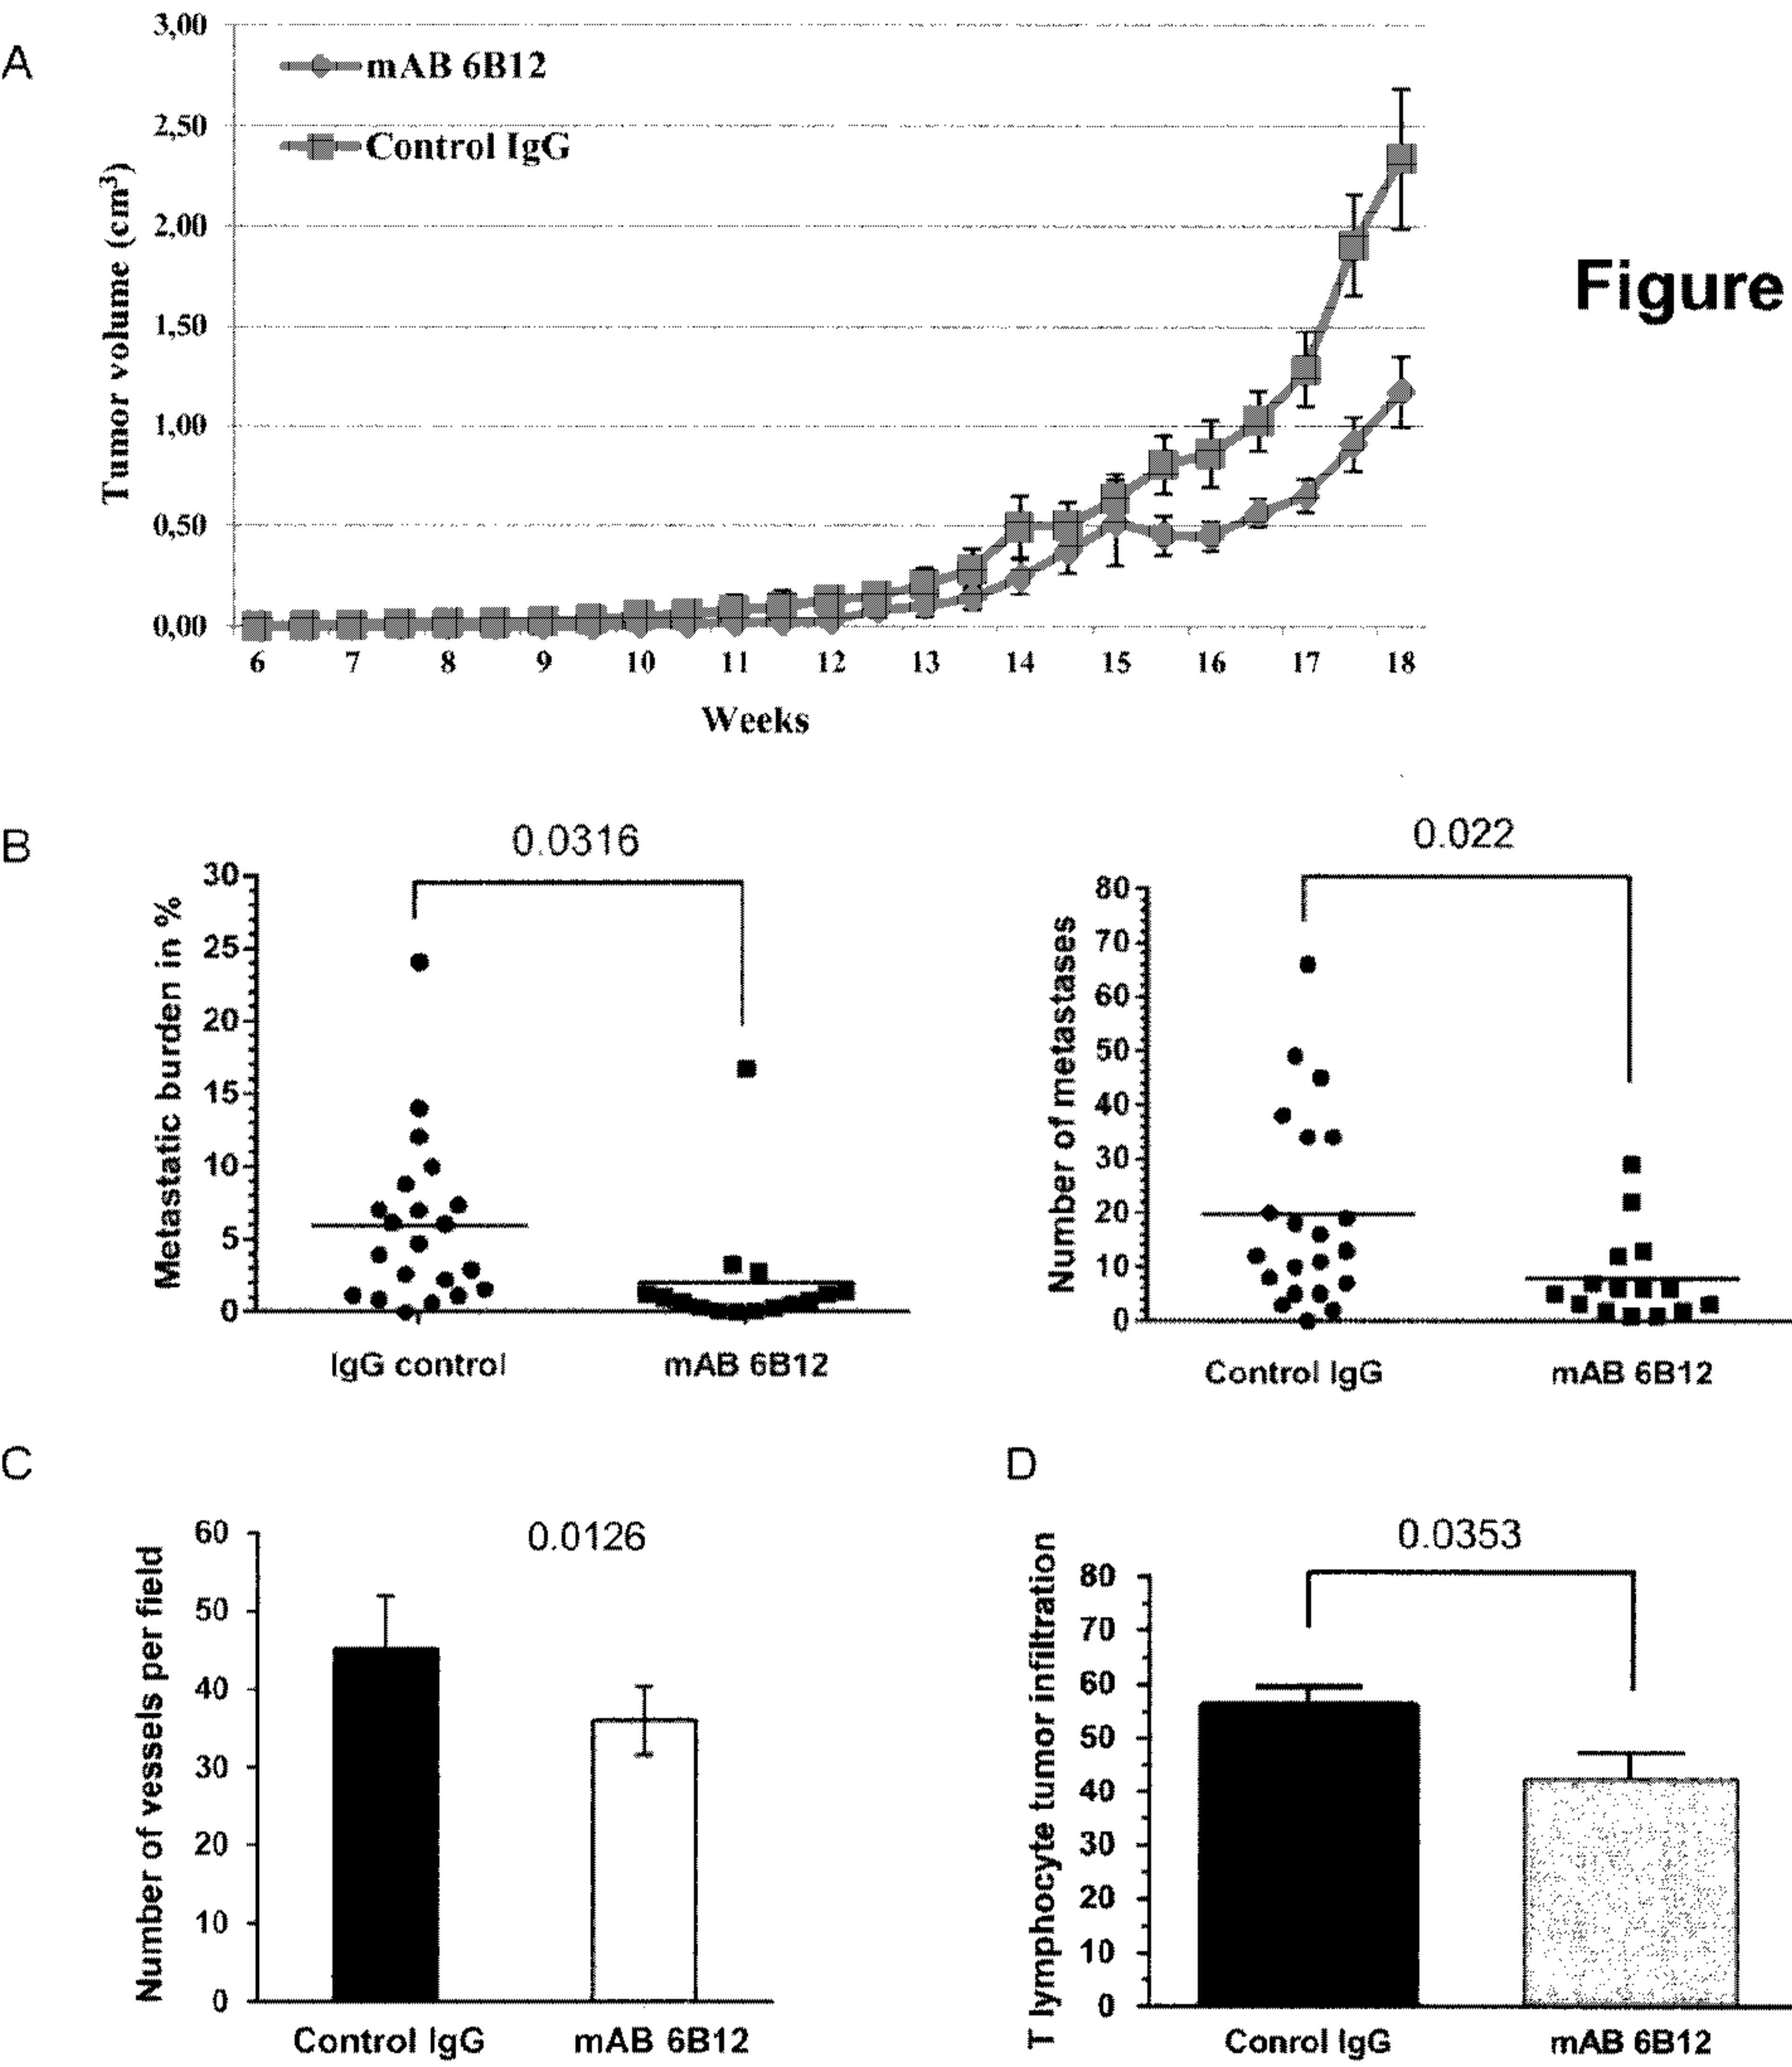 A
3,00
2,50
2,00
1,50
1,00
0,50
0,00
Tumor volume (cm³)
mAB 6B12
Control IgG
6 7 8 9 10 11 12 13 14 15 16 17 18
Weeks
Figure
B
0.0316
30
25
20
15
10
5
0
Metastatic burden in %
IgG control mAB 6B12
0.022
80
70
60
50
40
30
20
10
0
Number of metastases
Control IgG mAB 6B12
C
0.0126
60
50
40
30
20
10
0
Number of vessels per field
Control IgG mAB 6B12
D
0.0353
80
70
60
50
40
30
20
10
0
T lymphocyte tumor infiltration
Conrol IgG mAB 6B12